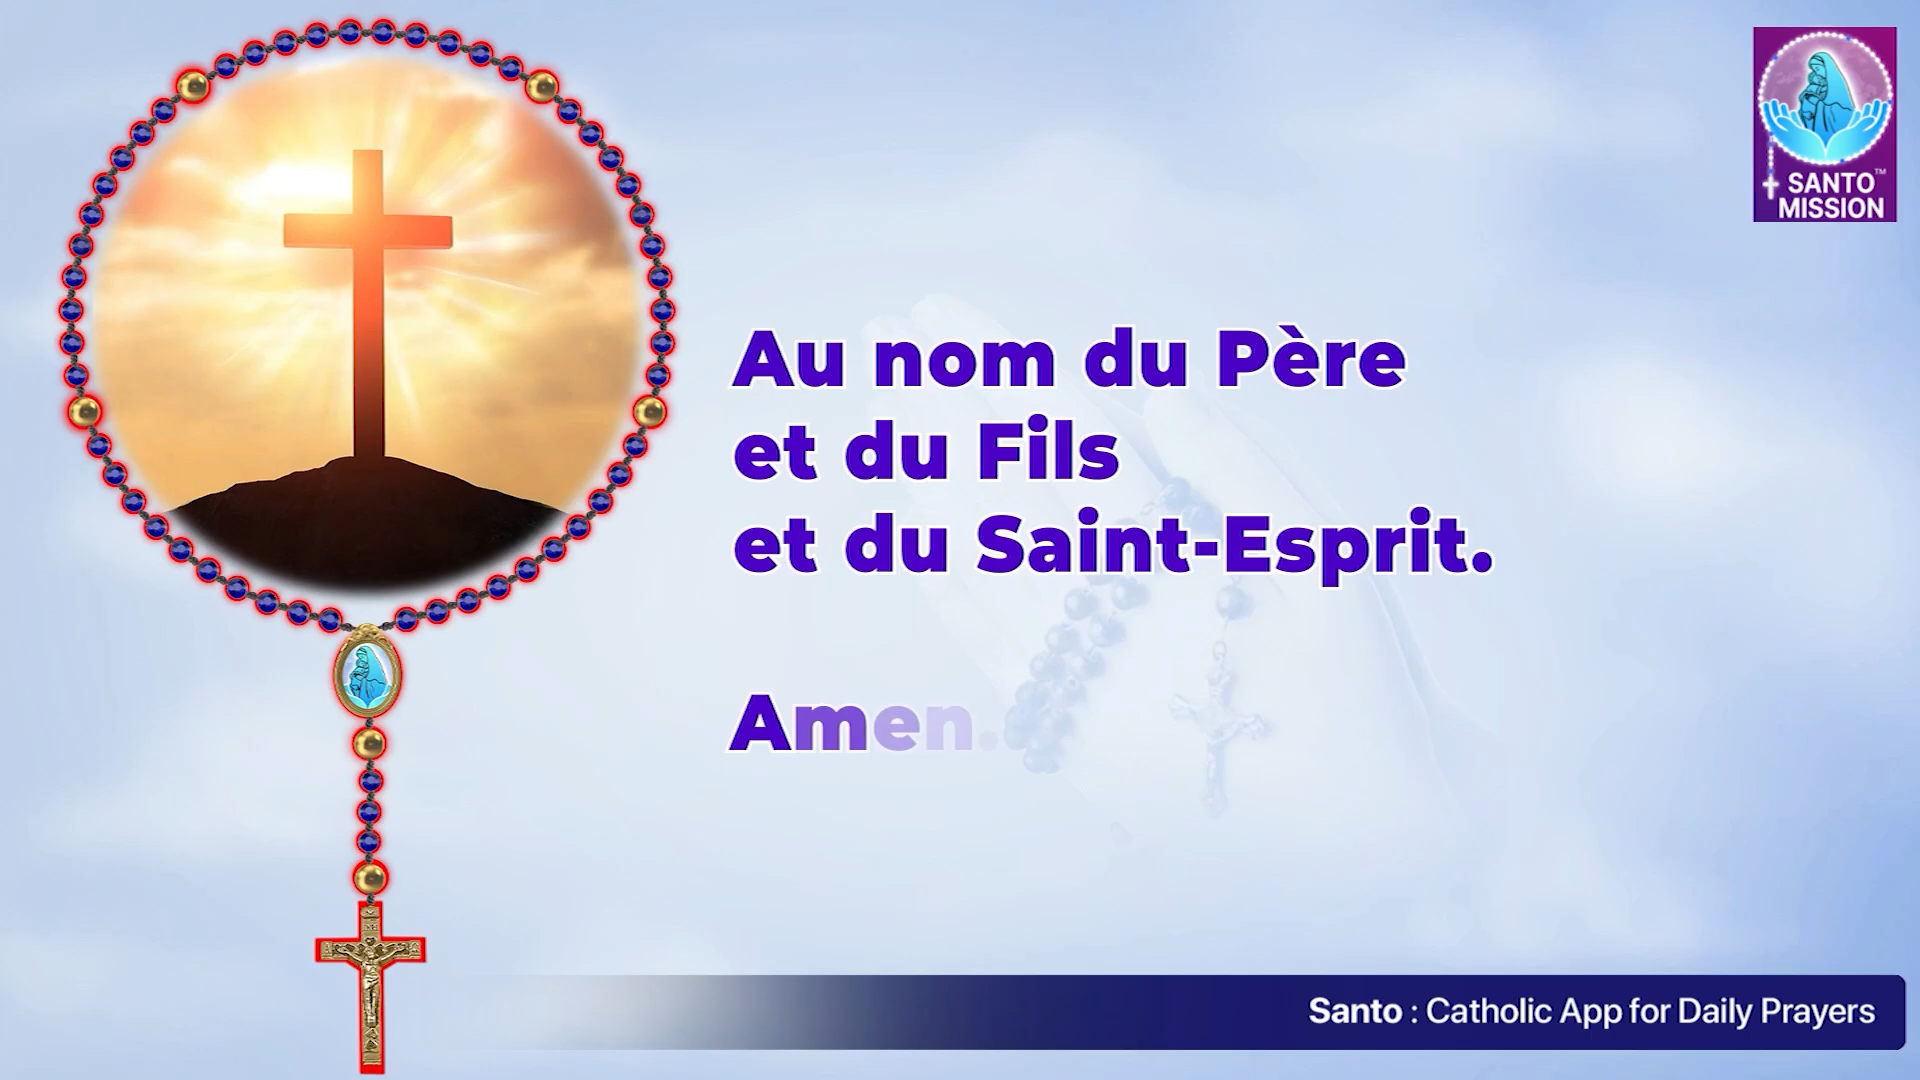 Au nom du Père
et du Fils
et du Saint-Esprit.
Amen.
SANTO™
MISSION
Santo : Catholic App for Daily Prayers